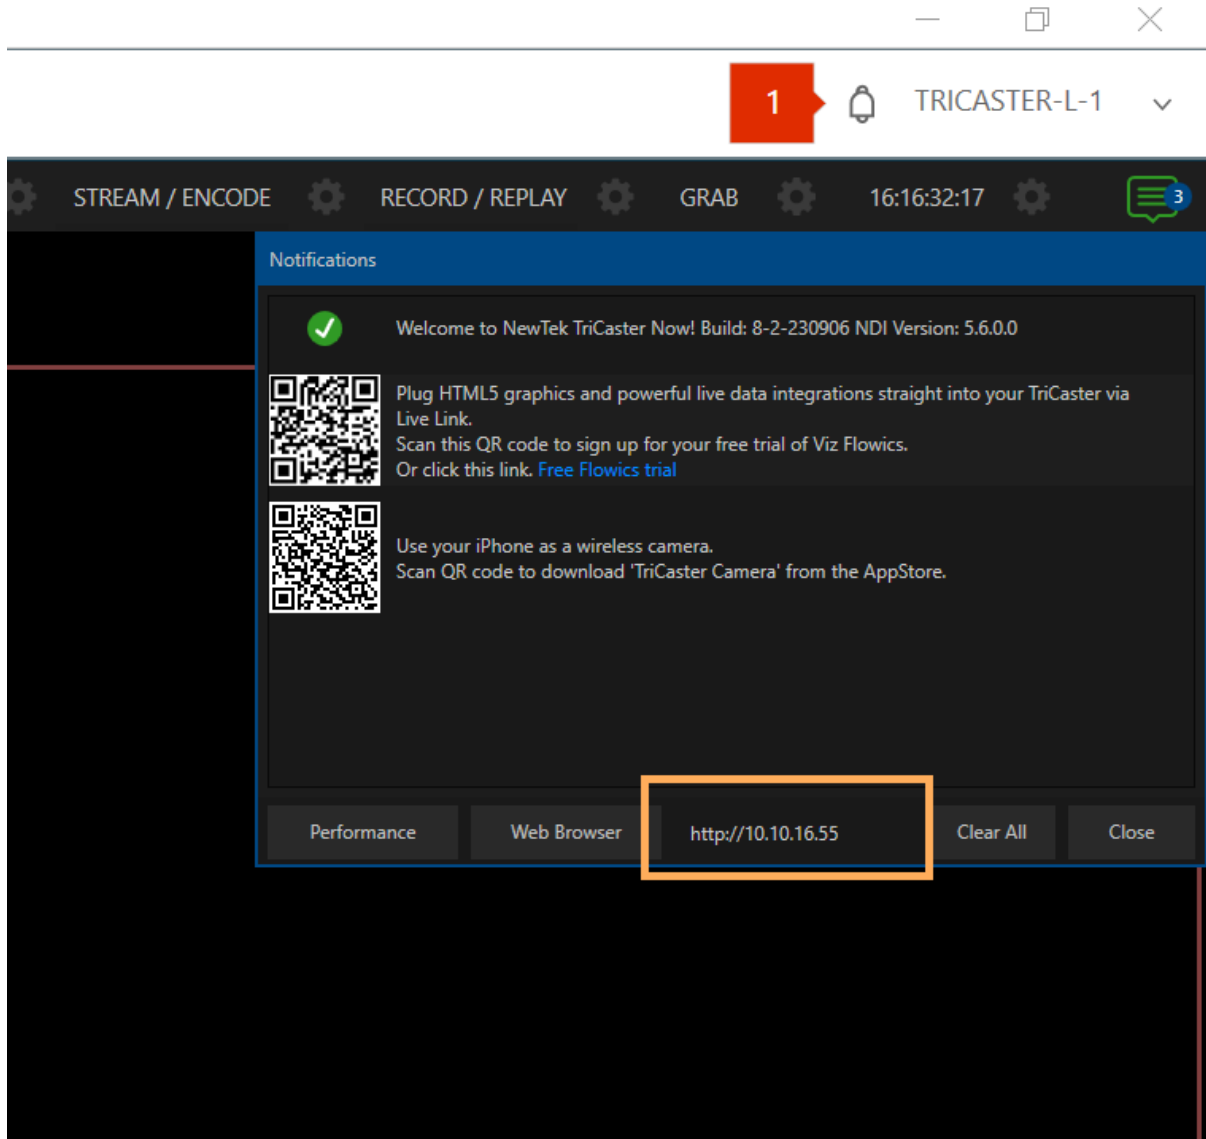 1
TRICASTER-L-1
STREAM / ENCODE
RECORD / REPLAY
GRAB
16:16:32:17
3
Notifications
Welcome to NewTek TriCaster Now! Build: 8-2-230906 NDI Version: 5.6.0.0
Plug HTML5 graphics and powerful live data integrations straight into your TriCaster via
Live Link.
Scan this QR code to sign up for your free trial of Viz Flowics.
Or click this link. Free Flowics trial
Use your iPhone as a wireless camera.
Scan QR code to download 'TriCaster Camera' from the AppStore.
Performance
Web Browser
http://10.10.16.55
Clear All
Close